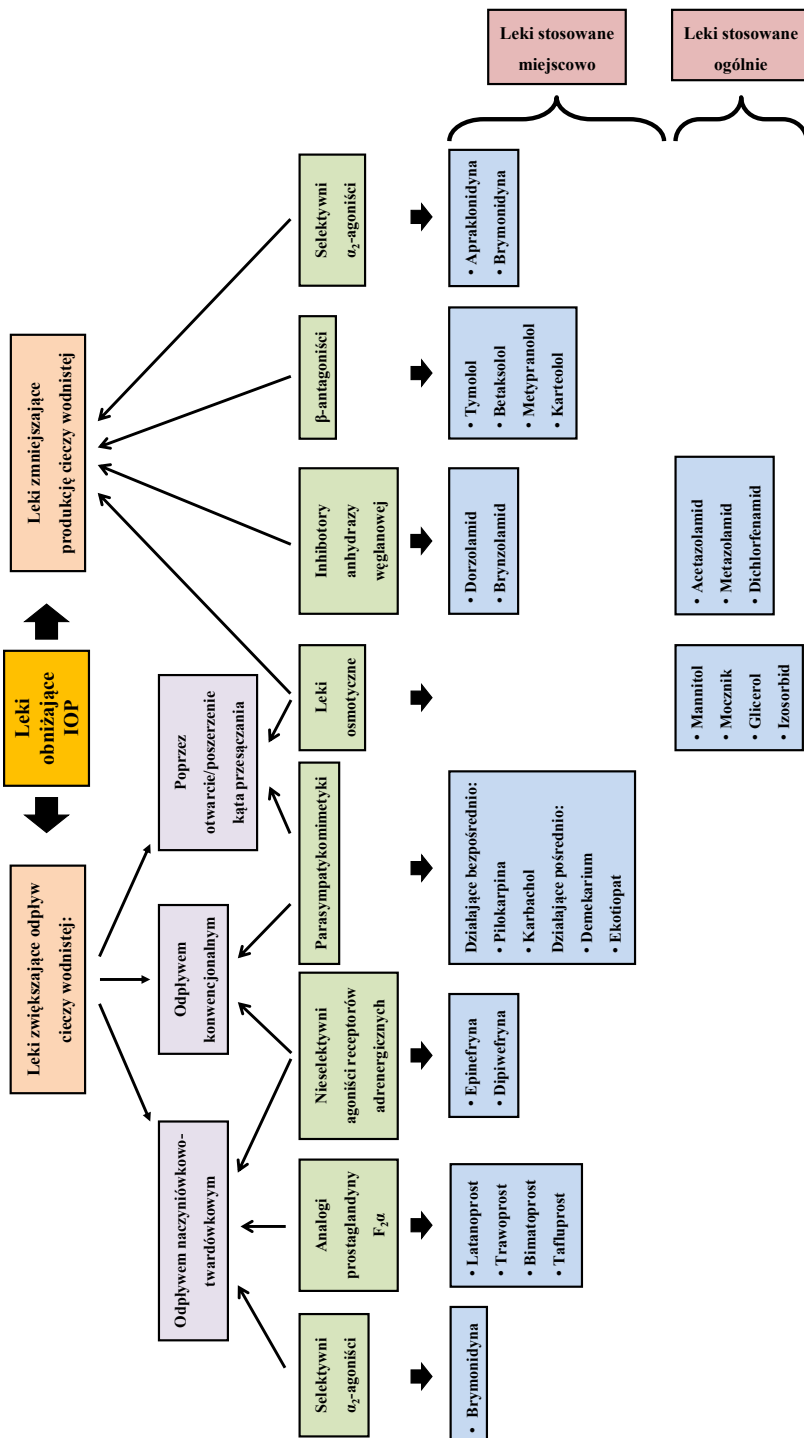 Leki
obniżające
IOP
Leki zwiększające odpływ
cieczy wodnistej:
Leki zmniejszające
produkcję cieczy wodnistej
Odpływem naczyniówkowo-
twardówkowym
Odpływem
konwencjonalnym
Poprzez
otwarcie/poszerzenie
kąta przesączania
Selektywni
α₂-agoniści
Analogi
prostaglandyny
F₂α
Nieselektywni
agoniści receptorów
adrenergicznych
Parasympatykomimetyki
Leki
osmotyczne
Inhibitory
anhydrazy
węglanowej
β-antagoniści
Selektywni
α₂-agoniści
• Brymonidyna
• Latanoprost
• Trawoprost
• Bimatoprost
• Tafluprost
• Epinefryna
• Dipiwefryna
Działające bezpośrednio:
• Pilokarpina
• Karbachol
Działające pośrednio:
• Demekarium
• Ekotiopat
• Dorzolamid
• Brynzolamid
• Tymolol
• Betaksolol
• Metypranolol
• Karteolol
• Apraklonidyna
• Brymonidyna
Leki stosowane
miejscowo
• Mannitol
• Mocznik
• Glicerol
• Izosorbid
• Acetazolamid
• Metazolamid
• Dichlorfenamid
Leki stosowane
ogólnie